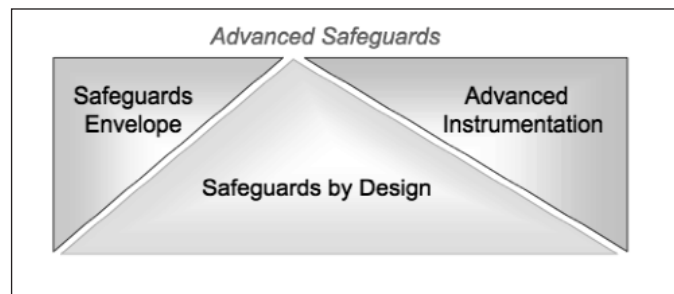 Advanced Safeguards
Safeguards
Envelope
Advanced
Instrumentation
Safeguards by Design